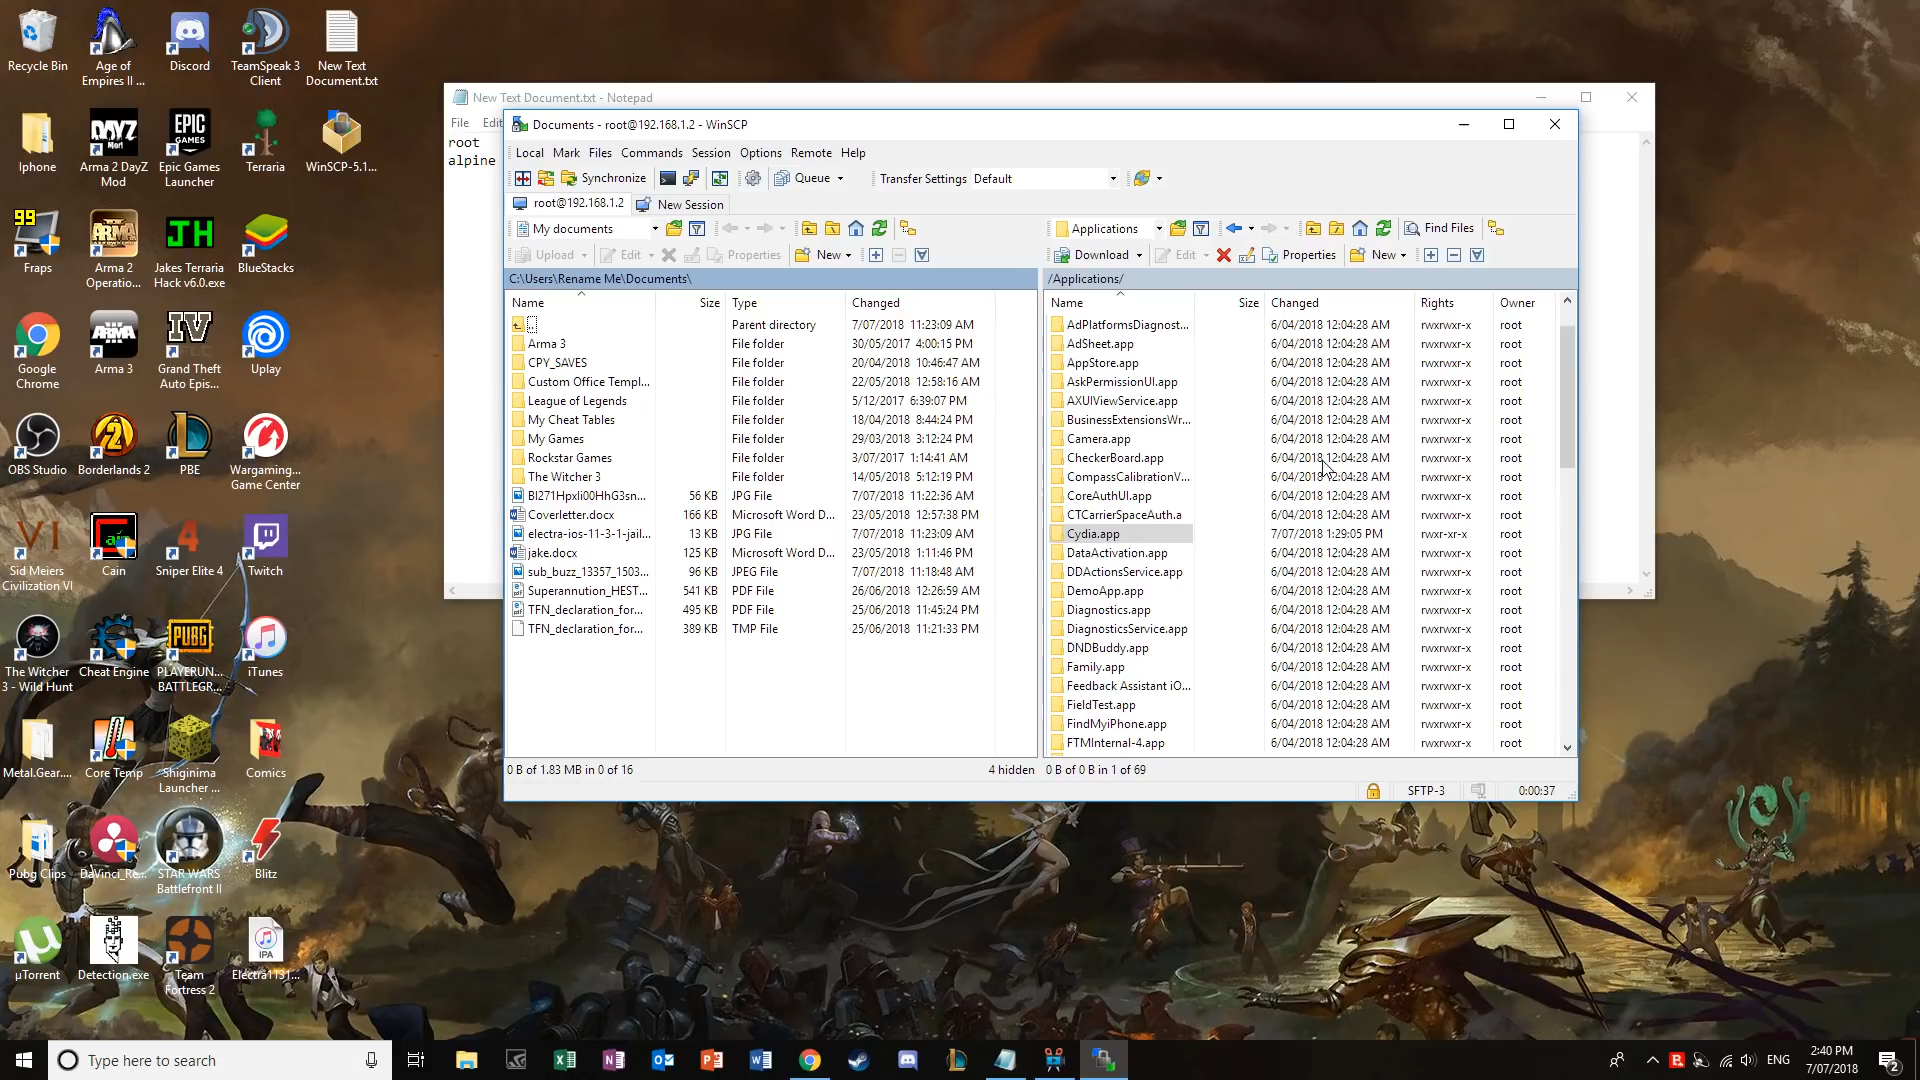 Recycle Bin
Age of
Empires II ...
Discord
TeamSpeak 3
Client
New Text
Document.txt
Iphone
Arma 2 DayZ
Mod
Epic Games
Launcher
Terraria
WinSCP-5.1...
99
Fraps
Arma 2
Operatio...
Jakes Terraria
Hack v6.0.exe
BlueStacks
Google
Chrome
Arma 3
Grand Theft
Auto Epis...
Uplay
OBS Studio
Borderlands 2
PBE
Wargaming...
Game Center
Sid Meiers
Civilization VI
Cain
Sniper Elite 4
Twitch
The Witcher
3 - Wild Hunt
Cheat Engine
PLAYERUN...
BATTLEGR...
iTunes
Metal.Gear....
Core Temp
Shiginima
Launcher ...
Comics
Pubg Clips
DaVinci_Re...
STAR WARS
Battlefront II
Blitz
µTorrent
Detection.exe
Team
Fortress 2
Electra1131...
New Text Document.txt - Notepad
File Edit
root
alpine
Documents - root@192.168.1.2 - WinSCP
Local Mark Files Commands Session Options Remote Help
Synchronize Queue Transfer Settings Default
root@192.168.1.2 New Session
My documents
Upload Edit Properties New
C:\Users\Rename Me\Documents\
Name Size Type Changed
.. Parent directory 7/07/2018 11:23:09 AM
Arma 3 File folder 30/05/2017 4:00:15 PM
CPY_SAVES File folder 20/04/2018 10:46:47 AM
Custom Office Templ... File folder 22/05/2018 12:58:16 AM
League of Legends File folder 5/12/2017 6:39:07 PM
My Cheat Tables File folder 18/04/2018 8:44:24 PM
My Games File folder 29/03/2018 3:12:24 PM
Rockstar Games File folder 3/07/2017 1:14:41 AM
The Witcher 3 File folder 14/05/2018 5:12:19 PM
BI271Hpxli00HhG3sn... 56 KB JPG File 7/07/2018 11:22:36 AM
Coverletter.docx 166 KB Microsoft Word D... 23/05/2018 12:57:38 PM
electra-ios-11-3-1-jail... 13 KB JPG File 7/07/2018 11:23:09 AM
jake.docx 125 KB Microsoft Word D... 23/05/2018 1:11:46 PM
sub_buzz_13357_1503... 96 KB JPEG File 7/07/2018 11:18:48 AM
Superannution_HEST... 541 KB PDF File 26/06/2018 12:26:59 AM
TFN_declaration_for... 495 KB PDF File 25/06/2018 11:45:24 PM
TFN_declaration_for... 389 KB TMP File 25/06/2018 11:21:33 PM
0 B of 1.83 MB in 0 of 16 4 hidden
Applications Find Files
Download Edit Properties New
/Applications/
Name Size Changed Rights Owner
AdPlatformsDiagnost... 6/04/2018 12:04:28 AM rwxrwxr-x root
AdSheet.app 6/04/2018 12:04:28 AM rwxrwxr-x root
AppStore.app 6/04/2018 12:04:28 AM rwxrwxr-x root
AskPermissionUI.app 6/04/2018 12:04:28 AM rwxrwxr-x root
AXUIViewService.app 6/04/2018 12:04:28 AM rwxrwxr-x root
BusinessExtensionsWr... 6/04/2018 12:04:28 AM rwxrwxr-x root
Camera.app 6/04/2018 12:04:28 AM rwxrwxr-x root
CheckerBoard.app 6/04/2018 12:04:28 AM rwxrwxr-x root
CompassCalibrationV... 6/04/2018 12:04:28 AM rwxrwxr-x root
CoreAuthUI.app 6/04/2018 12:04:28 AM rwxrwxr-x root
CTCarrierSpaceAuth.a 6/04/2018 12:04:28 AM rwxrwxr-x root
Cydia.app 7/07/2018 1:29:05 PM rwxr-xr-x root
DataActivation.app 6/04/2018 12:04:28 AM rwxrwxr-x root
DDActionsService.app 6/04/2018 12:04:28 AM rwxrwxr-x root
DemoApp.app 6/04/2018 12:04:28 AM rwxrwxr-x root
Diagnostics.app 6/04/2018 12:04:28 AM rwxrwxr-x root
DiagnosticsService.app 6/04/2018 12:04:28 AM rwxrwxr-x root
DNDBuddy.app 6/04/2018 12:04:28 AM rwxrwxr-x root
Family.app 6/04/2018 12:04:28 AM rwxrwxr-x root
Feedback Assistant iO... 6/04/2018 12:04:28 AM rwxrwxr-x root
FieldTest.app 6/04/2018 12:04:28 AM rwxrwxr-x root
FindMyiPhone.app 6/04/2018 12:04:28 AM rwxrwxr-x root
FTMInternal-4.app 6/04/2018 12:04:28 AM rwxrwxr-x root
0 B of 0 B in 1 of 69
SFTP-3 0:00:37
Type here to search
ENG
2:40 PM
7/07/2018
2